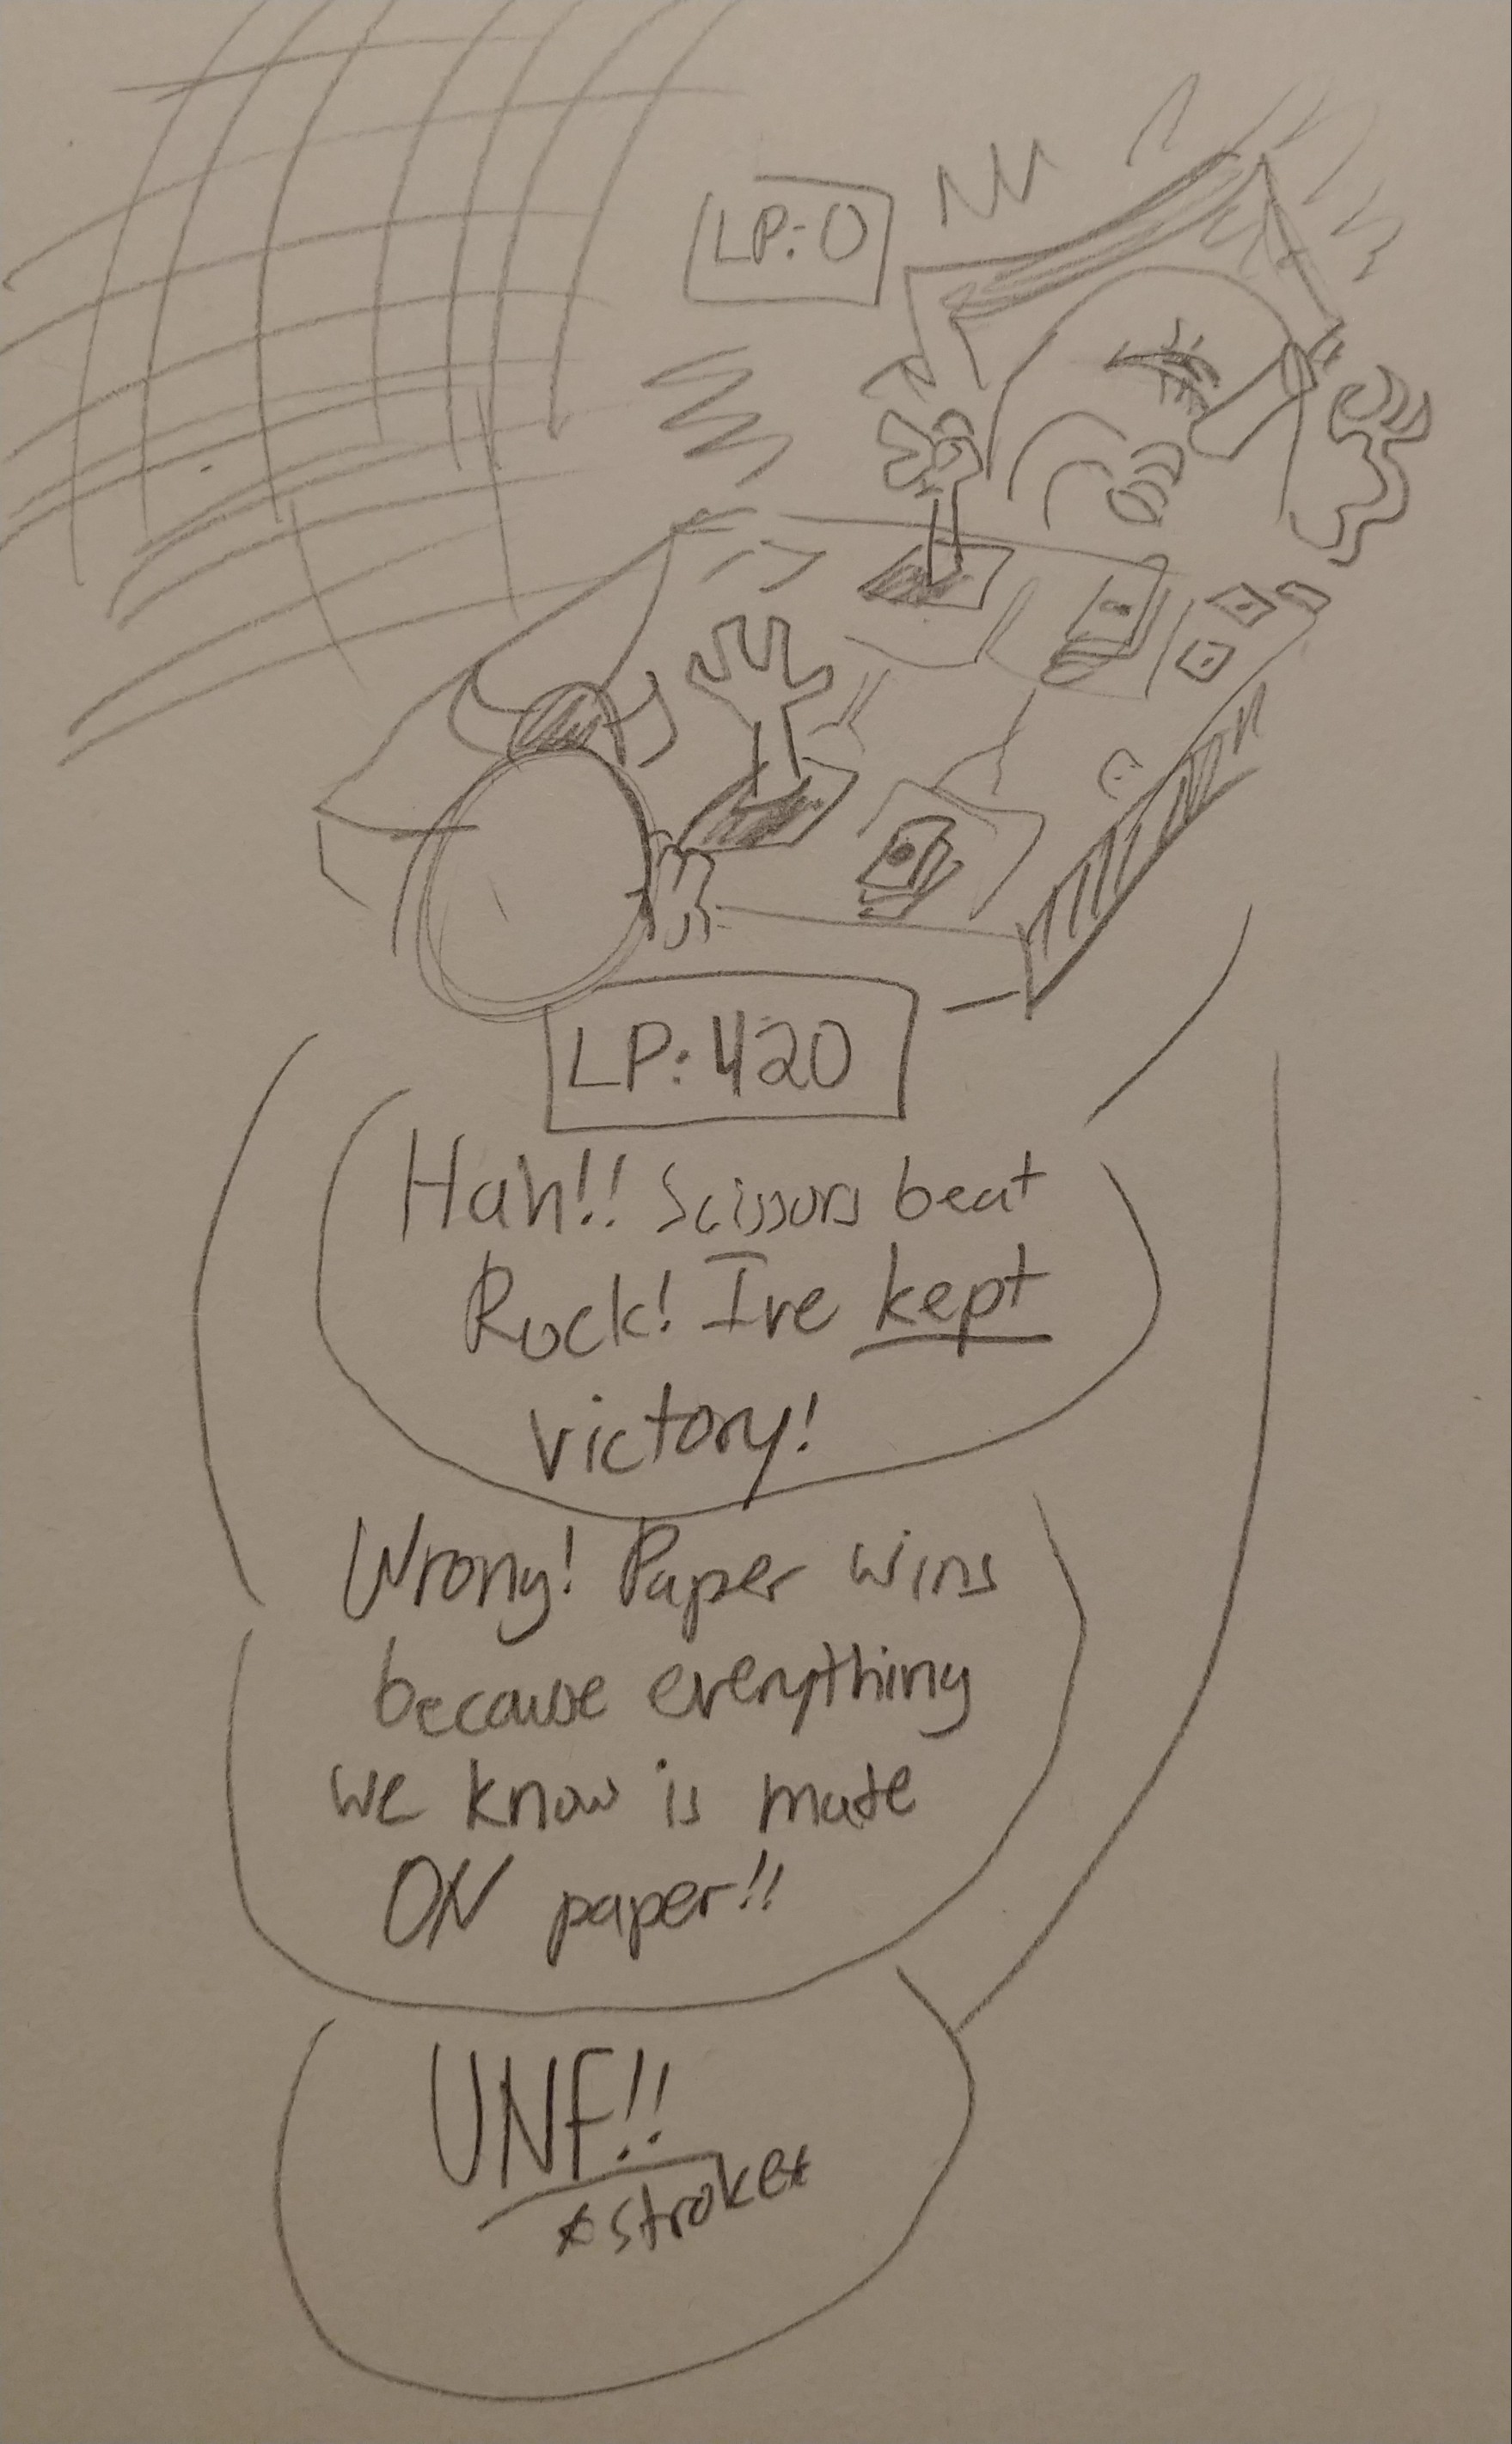 LP: 0
LP: 420
Hah!! Scissors beat
Rock! I've kept
victory!
Wrong! Paper wins
because everything
we know is made
ON paper!!
UNF!!
*stroke*